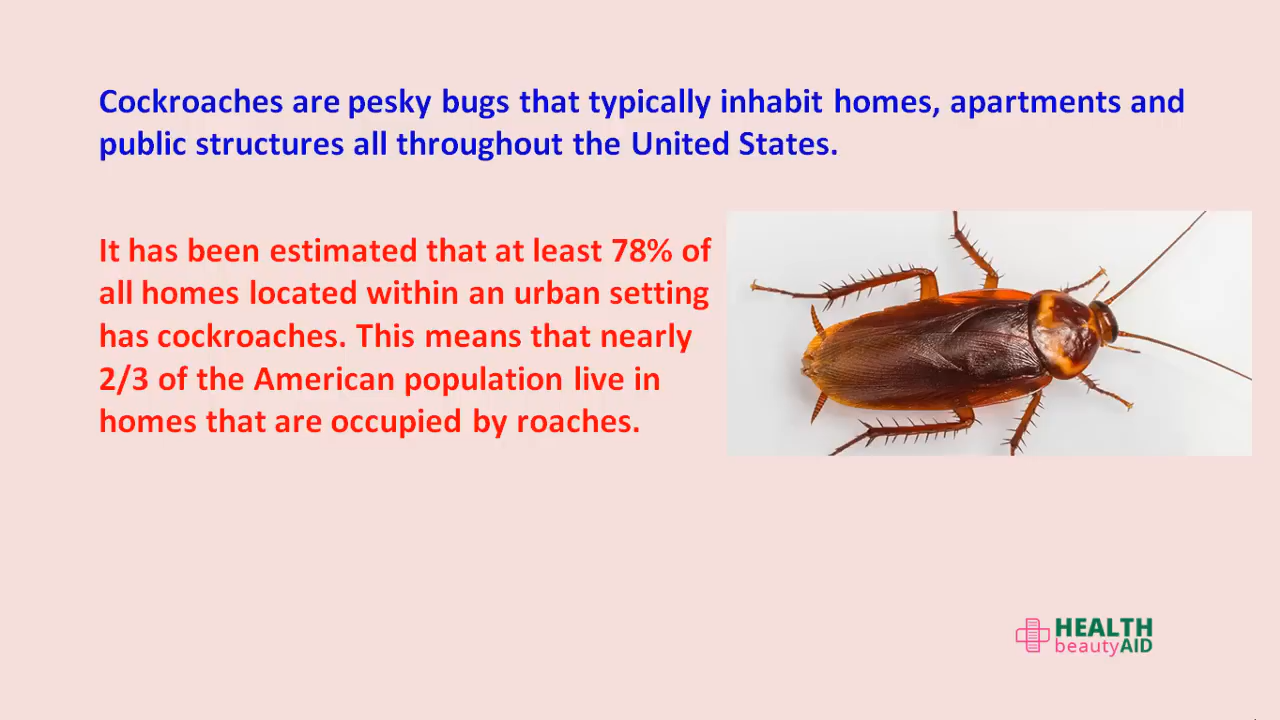 Cockroaches are pesky bugs that typically inhabit homes, apartments and
public structures all throughout the United States.
It has been estimated that at least 78% of
all homes located within an urban setting
has cockroaches. This means that nearly
2/3 of the American population live in
homes that are occupied by roaches.
HEALTH
beautyAID